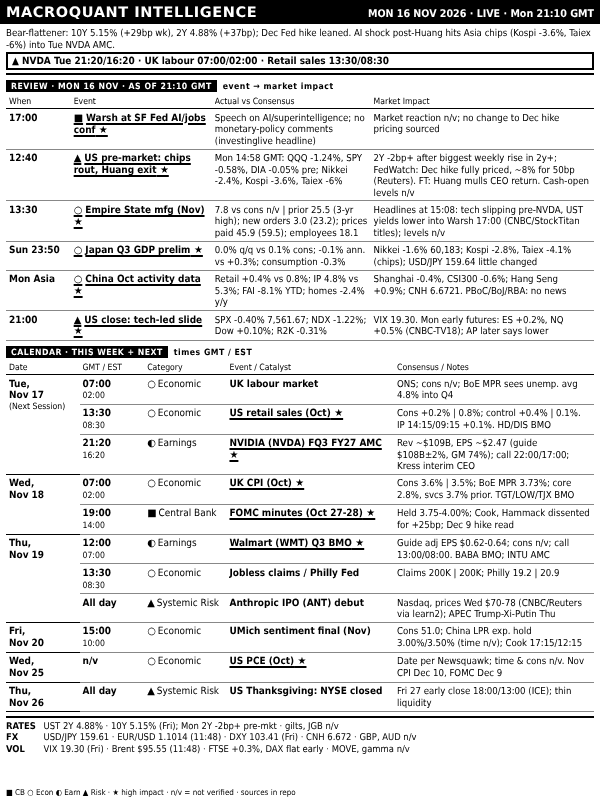 MACROQUANT INTELLIGENCE MON 16 NOV 2026 · LIVE · Mon 21:10 GMT
Bear-flattener: 10Y 5.15% (+29bp wk), 2Y 4.88% (+37bp); Dec Fed hike leaned. AI shock post-Huang hits Asia chips (Kospi -3.6%, Taiex
-6%) into Tue NVDA AMC.
▲ NVDA Tue 21:20/16:20 · UK labour 07:00/02:00 · Retail sales 13:30/08:30
REVIEW · MON 16 NOV · AS OF 21:10 GMT event → market impact
When Event Actual vs Consensus Market Impact
17:00 ■ Warsh at SF Fed AI/jobs Speech on AI/superintelligence; no Market reaction n/v; no change to Dec hike
conf ★ monetary-policy comments pricing sourced
(investinglive headline)
12:40 ▲ US pre-market: chips Mon 14:58 GMT: QQQ -1.24%, SPY 2Y -2bp+ after biggest weekly rise in 2y+;
rout, Huang exit ★ -0.58%, DIA -0.05% pre; Nikkei FedWatch: Dec hike fully priced, ~8% for 50bp
-2.4%, Kospi -3.6%, Taiex -6% (Reuters). FT: Huang mulls CEO return. Cash-open
levels n/v
13:30 ○ Empire State mfg (Nov) 7.8 vs cons n/v | prior 25.5 (3-yr Headlines at 15:08: tech slipping pre-NVDA, UST
★ high); new orders 3.0 (23.2); prices yields lower into Warsh 17:00 (CNBC/StockTitan
paid 45.9 (59.5); employees 18.1 titles); levels n/v
Sun 23:50 ○ Japan Q3 GDP prelim ★ 0.0% q/q vs 0.1% cons; -0.1% ann. Nikkei -1.6% 60,183; Kospi -2.8%, Taiex -4.1%
vs +0.3%; consumption -0.3% (chips); USD/JPY 159.64 little changed
Mon Asia ○ China Oct activity data Retail +0.4% vs 0.8%; IP 4.8% vs Shanghai -0.4%, CSI300 -0.6%; Hang Seng
★ 5.3%; FAI -8.1% YTD; homes -2.4% +0.9%; CNH 6.6721. PBoC/BoJ/RBA: no news
y/y
21:00 ▲ US close: tech-led slide SPX -0.40% 7,561.67; NDX -1.22%; VIX 19.30. Mon early futures: ES +0.2%, NQ
★ Dow +0.10%; R2K -0.31% +0.5% (CNBC-TV18); AP later says lower
CALENDAR · THIS WEEK + NEXT times GMT / EST
Date GMT / EST Category Event / Catalyst Consensus / Notes
Tue, 07:00 ○ Economic UK labour market ONS; cons n/v; BoE MPR sees unemp. avg
Nov 17 02:00 4.8% into Q4
(Next Session)
13:30 ○ Economic US retail sales (Oct) ★ Cons +0.2% | 0.8%; control +0.4% | 0.1%.
08:30 IP 14:15/09:15 +0.1%. HD/DIS BMO
21:20 ◐ Earnings NVIDIA (NVDA) FQ3 FY27 AMC Rev ~$109B, EPS ~$2.47 (guide
16:20 ★ $108B±2%, GM 74%); call 22:00/17:00;
Kress interim CEO
Wed, 07:00 ○ Economic UK CPI (Oct) ★ Cons 3.6% | 3.5%; BoE MPR 3.73%; core
Nov 18 02:00 2.8%, svcs 3.7% prior. TGT/LOW/TJX BMO
19:00 ■ Central Bank FOMC minutes (Oct 27-28) ★ Held 3.75-4.00%; Cook, Hammack dissented
14:00 for +25bp; Dec 9 hike read
Thu, 12:00 ◐ Earnings Walmart (WMT) Q3 BMO ★ Guide adj EPS $0.62-0.64; cons n/v; call
Nov 19 07:00 13:00/08:00. BABA BMO; INTU AMC
13:30 ○ Economic Jobless claims / Philly Fed Claims 200K | 200K; Philly 19.2 | 20.9
08:30
All day ▲ Systemic Risk Anthropic IPO (ANT) debut Nasdaq, prices Wed $70-78 (CNBC/Reuters
via learn2); APEC Trump-Xi-Putin Thu
Fri, 15:00 ○ Economic UMich sentiment final (Nov) Cons 51.0; China LPR exp. hold
Nov 20 10:00 3.00%/3.50% (time n/v); Cook 17:15/12:15
Wed, n/v ○ Economic US PCE (Oct) ★ Date per Newsquawk; time & cons n/v. Nov
Nov 25 CPI Dec 10, FOMC Dec 9
Thu, All day ▲ Systemic Risk US Thanksgiving: NYSE closed Fri 27 early close 18:00/13:00 (ICE); thin
Nov 26 liquidity
RATES UST 2Y 4.88% · 10Y 5.15% (Fri); Mon 2Y -2bp+ pre-mkt · gilts, JGB n/v
FX USD/JPY 159.61 · EUR/USD 1.1014 (11:48) · DXY 103.41 (Fri) · CNH 6.672 · GBP, AUD n/v
VOL VIX 19.30 (Fri) · Brent $95.55 (11:48) · FTSE +0.3%, DAX flat early · MOVE, gamma n/v
■ CB ○ Econ ◐ Earn ▲ Risk · ★ high impact · n/v = not verified · sources in repo